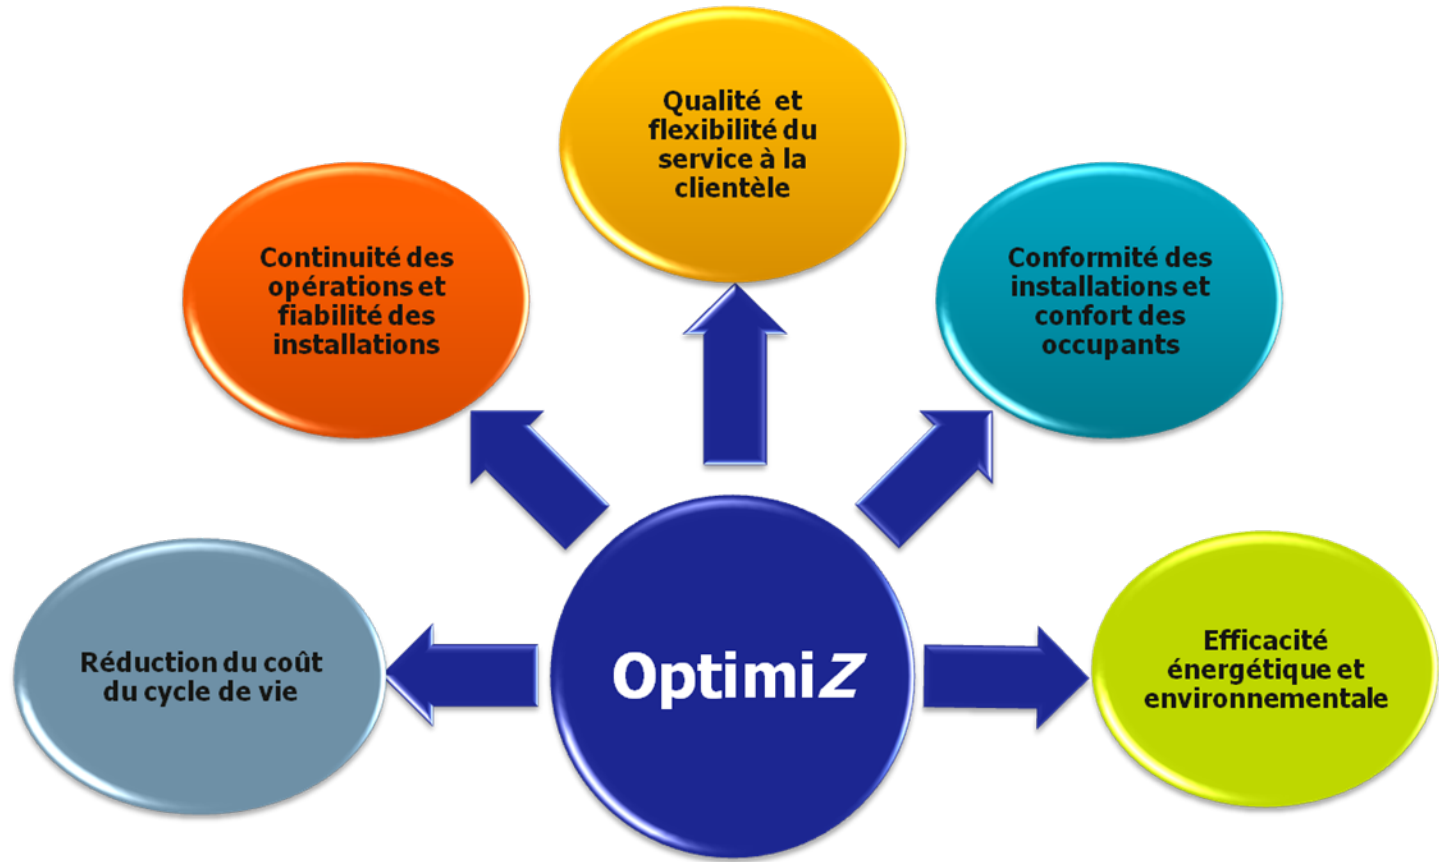 Qualité et
flexibilité du
service à la
clientèle
Continuité des
opérations et
fiabilité des
installations
Conformité des
installations et
confort des
occupants
Réduction du coût
du cycle de vie
OptimiZ
Efficacité
énergétique et
environnementale